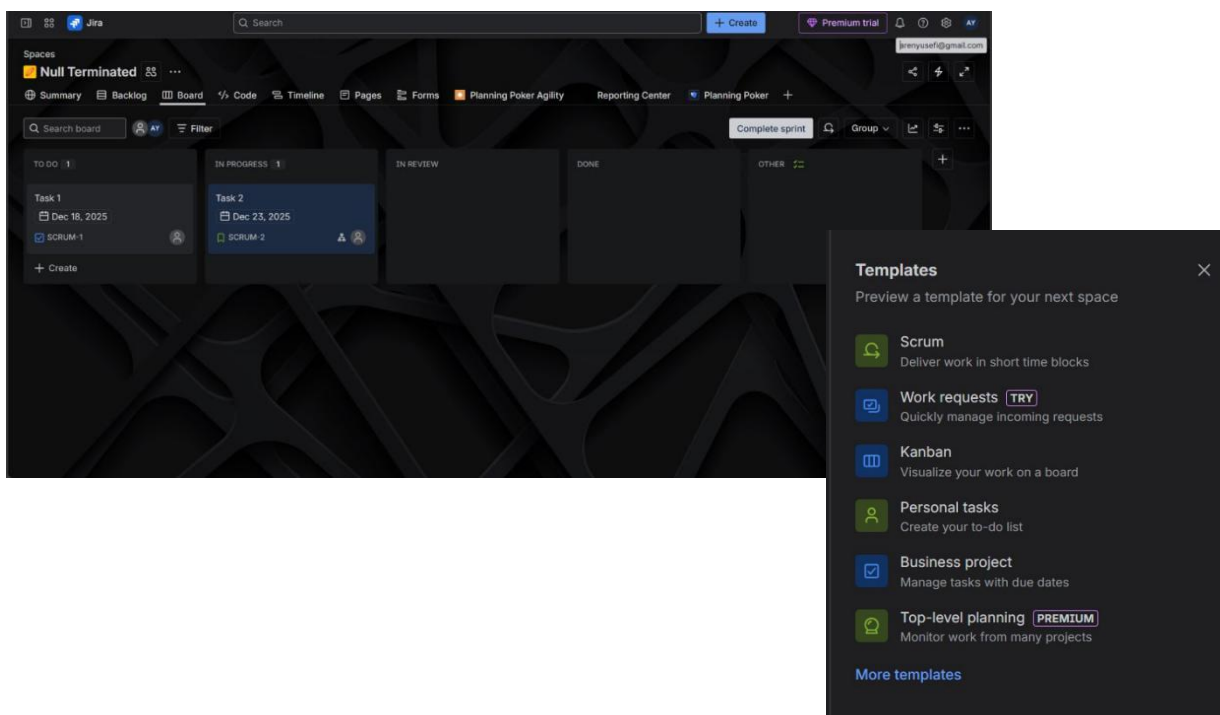 Jira
Search
+ Create
Premium trial
AY
Spaces
arenyusefi@gmail.com
Null Terminated
Summary Backlog Board Code Timeline Pages Forms Planning Poker Agility Reporting Center Planning Poker +
Search board
AY
Filter
Complete sprint
Group
TO DO 1
IN PROGRESS 1
IN REVIEW
DONE
OTHER
Task 1
Dec 18, 2025
SCRUM-1
+ Create
Task 2
Dec 23, 2025
SCRUM-2
Templates
Preview a template for your next space
Scrum
Deliver work in short time blocks
Work requests TRY
Quickly manage incoming requests
Kanban
Visualize your work on a board
Personal tasks
Create your to-do list
Business project
Manage tasks with due dates
Top-level planning PREMIUM
Monitor work from many projects
More templates